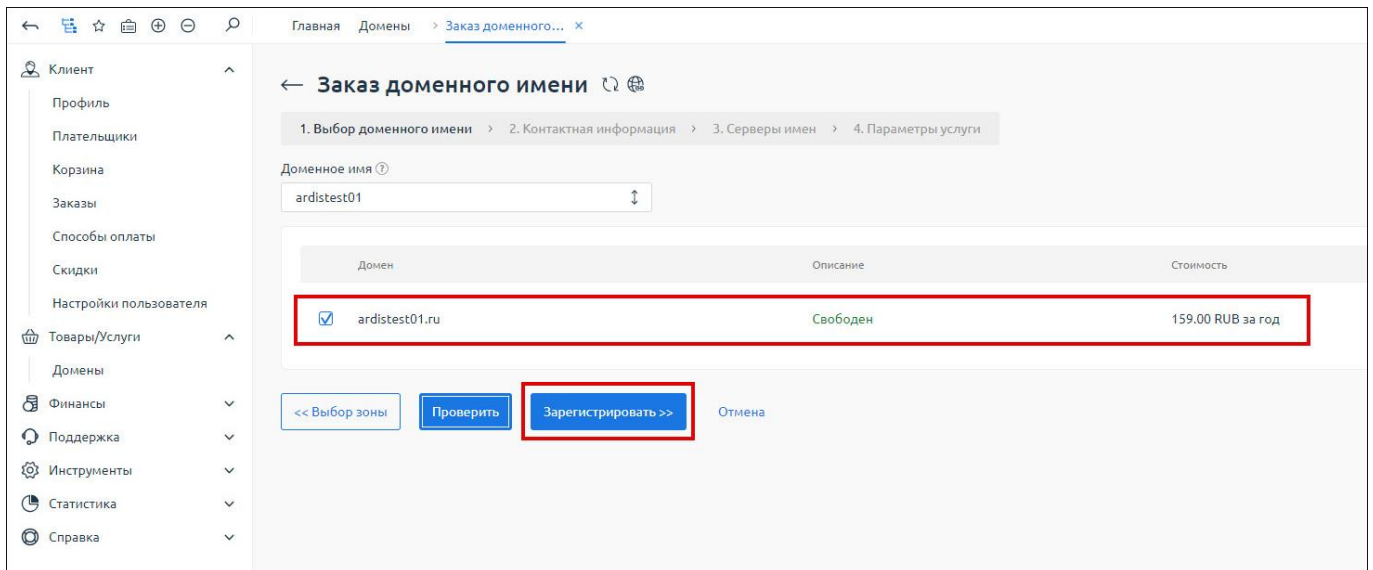 Главная Домены > Заказ доменного... ×
Клиент
Профиль
Плательщики
Корзина
Заказы
Способы оплаты
Скидки
Настройки пользователя
Товары/Услуги
Домены
Финансы
Поддержка
Инструменты
Статистика
Справка
Заказ доменного имени
1. Выбор доменного имени > 2. Контактная информация > 3. Серверы имен > 4. Параметры услуги
Доменное имя ?
ardistest01
Домен Описание Стоимость
ardistest01.ru Свободен 159.00 RUB за год
<< Выбор зоны Проверить Зарегистрировать >> Отмена